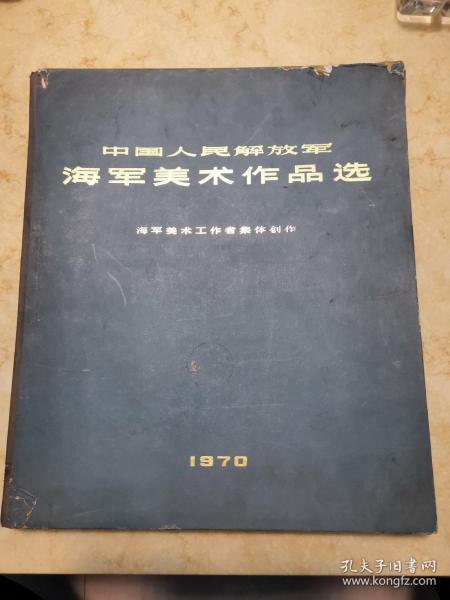 中国人民解放军
海军美术作品选
海军美术工作者集体创作
1970
孔夫子旧书网
www.kongfz.com